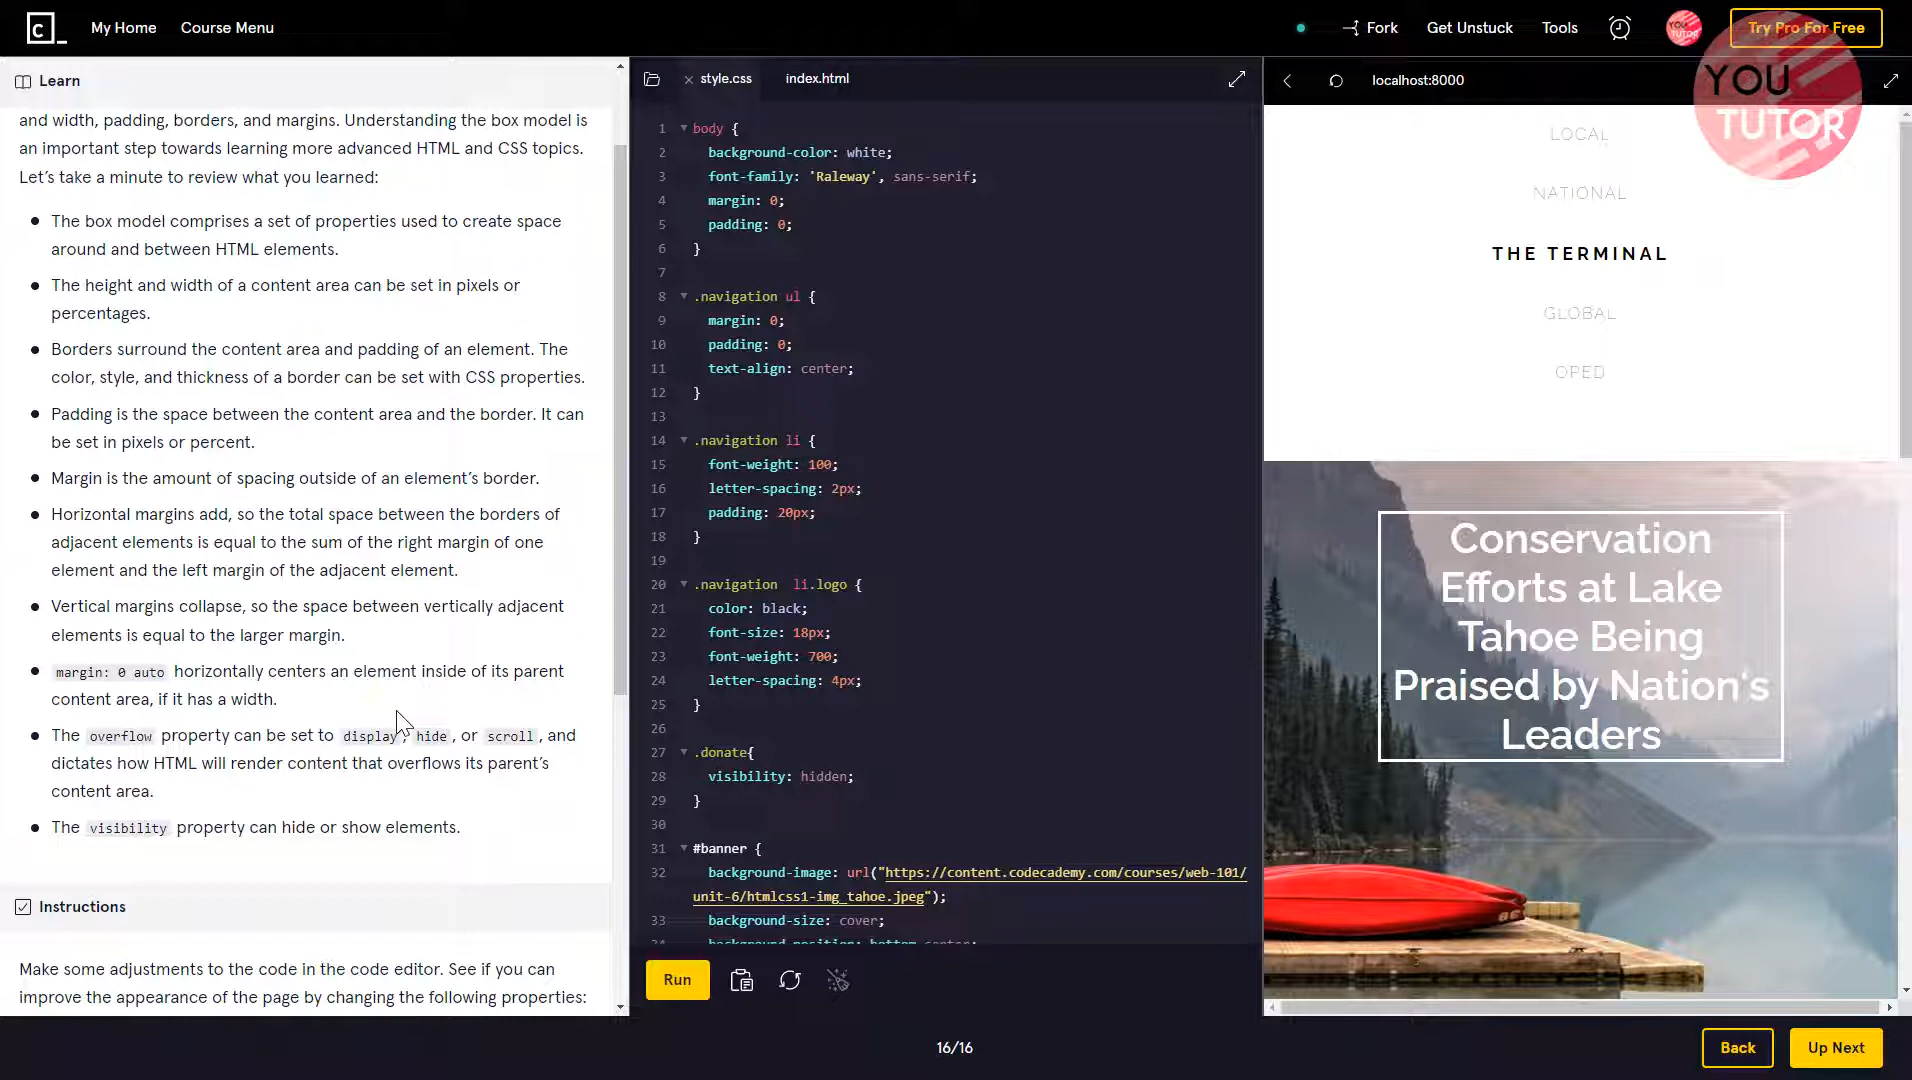 C_
My Home
Course Menu
Fork
Get Unstuck
Tools
Try Pro For Free
YOU
TUTOR
YOU
TUTOR
Learn
and width, padding, borders, and margins. Understanding the box model is
an important step towards learning more advanced HTML and CSS topics.
Let’s take a minute to review what you learned:
● The box model comprises a set of properties used to create space
around and between HTML elements.
● The height and width of a content area can be set in pixels or
percentages.
● Borders surround the content area and padding of an element. The
color, style, and thickness of a border can be set with CSS properties.
● Padding is the space between the content area and the border. It can
be set in pixels or percent.
● Margin is the amount of spacing outside of an element’s border.
● Horizontal margins add, so the total space between the borders of
adjacent elements is equal to the sum of the right margin of one
element and the left margin of the adjacent element.
● Vertical margins collapse, so the space between vertically adjacent
elements is equal to the larger margin.
● margin: 0 auto horizontally centers an element inside of its parent
content area, if it has a width.
● The overflow property can be set to display, hide, or scroll, and
dictates how HTML will render content that overflows its parent’s
content area.
● The visibility property can hide or show elements.
Instructions
Make some adjustments to the code in the code editor. See if you can
improve the appearance of the page by changing the following properties:
style.css
index.html
1 body {
2 background-color: white;
3 font-family: 'Raleway', sans-serif;
4 margin: 0;
5 padding: 0;
6 }
7
8 .navigation ul {
9 margin: 0;
10 padding: 0;
11 text-align: center;
12 }
13
14 .navigation li {
15 font-weight: 100;
16 letter-spacing: 2px;
17 padding: 20px;
18 }
19
20 .navigation  li.logo {
21 color: black;
22 font-size: 18px;
23 font-weight: 700;
24 letter-spacing: 4px;
25 }
26
27 .donate{
28 visibility: hidden;
29 }
30
31 #banner {
32 background-image: url("https://content.codecademy.com/courses/web-101/
unit-6/htmlcss1-img_tahoe.jpeg");
33 background-size: cover;
34 background-position: bottom center;
Run
localhost:8000
LOCAL
NATIONAL
THE TERMINAL
GLOBAL
OPED
Conservation
Efforts at Lake
Tahoe Being
Praised by Nation's
Leaders
16/16
Back
Up Next